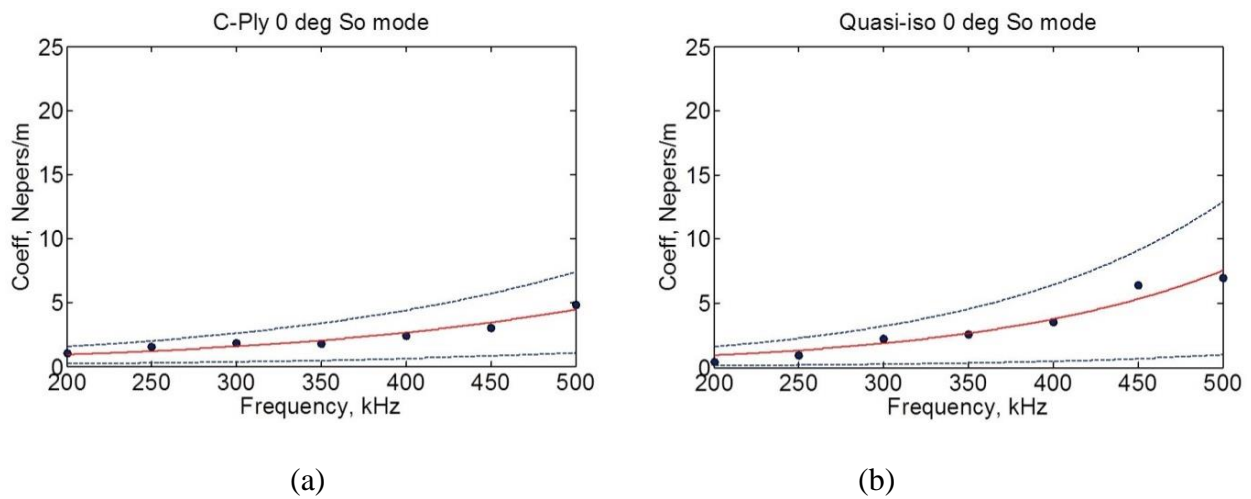 C-Ply 0 deg So mode
25
20
15
10
5
0
200 250 300 350 400 450 500
Coeff, Nepers/m
Frequency, kHz
(a)
Quasi-iso 0 deg So mode
25
20
15
10
5
0
200 250 300 350 400 450 500
Coeff, Nepers/m
Frequency, kHz
(b)